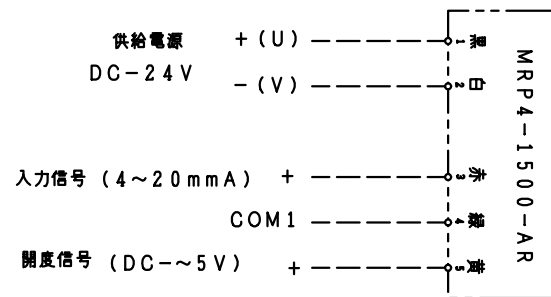 供給電源 +(U) 1 黒
DC-24V -(V) 2 白
入力信号 (4~20mmA) + 3 赤
COM1 4 緑
開度信号 (DC-~5V) + 5 黄
MRP4-1500-AR